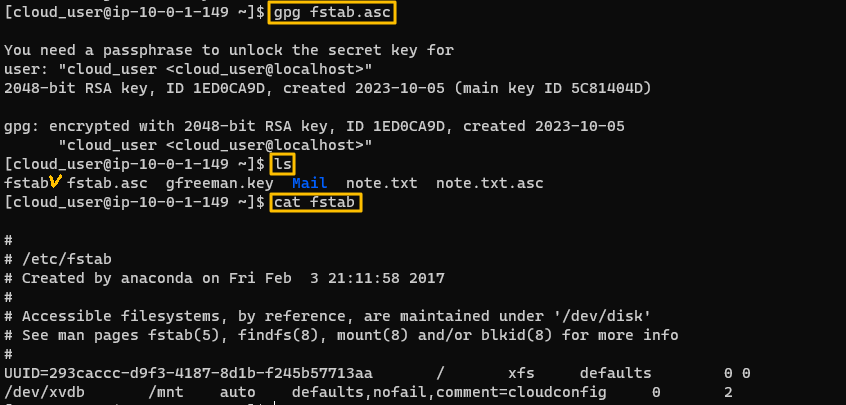 [cloud_user@ip-10-0-1-149 ~]$ gpg fstab.asc
You need a passphrase to unlock the secret key for
user: "cloud_user <cloud_user@localhost>"
2048-bit RSA key, ID 1ED0CA9D, created 2023-10-05 (main key ID 5C81404D)
gpg: encrypted with 2048-bit RSA key, ID 1ED0CA9D, created 2023-10-05
"cloud_user <cloud_user@localhost>"
[cloud_user@ip-10-0-1-149 ~]$ ls
fstab fstab.asc gfreeman.key Mail note.txt note.txt.asc
[cloud_user@ip-10-0-1-149 ~]$ cat fstab
#
# /etc/fstab
# Created by anaconda on Fri Feb  3 21:11:58 2017
#
# Accessible filesystems, by reference, are maintained under '/dev/disk'
# See man pages fstab(5), findfs(8), mount(8) and/or blkid(8) for more info
#
UUID=293caccc-d9f3-4187-8d1b-f245b57713aa / xfs defaults 0 0
/dev/xvdb /mnt auto defaults,nofail,comment=cloudconfig 0 2